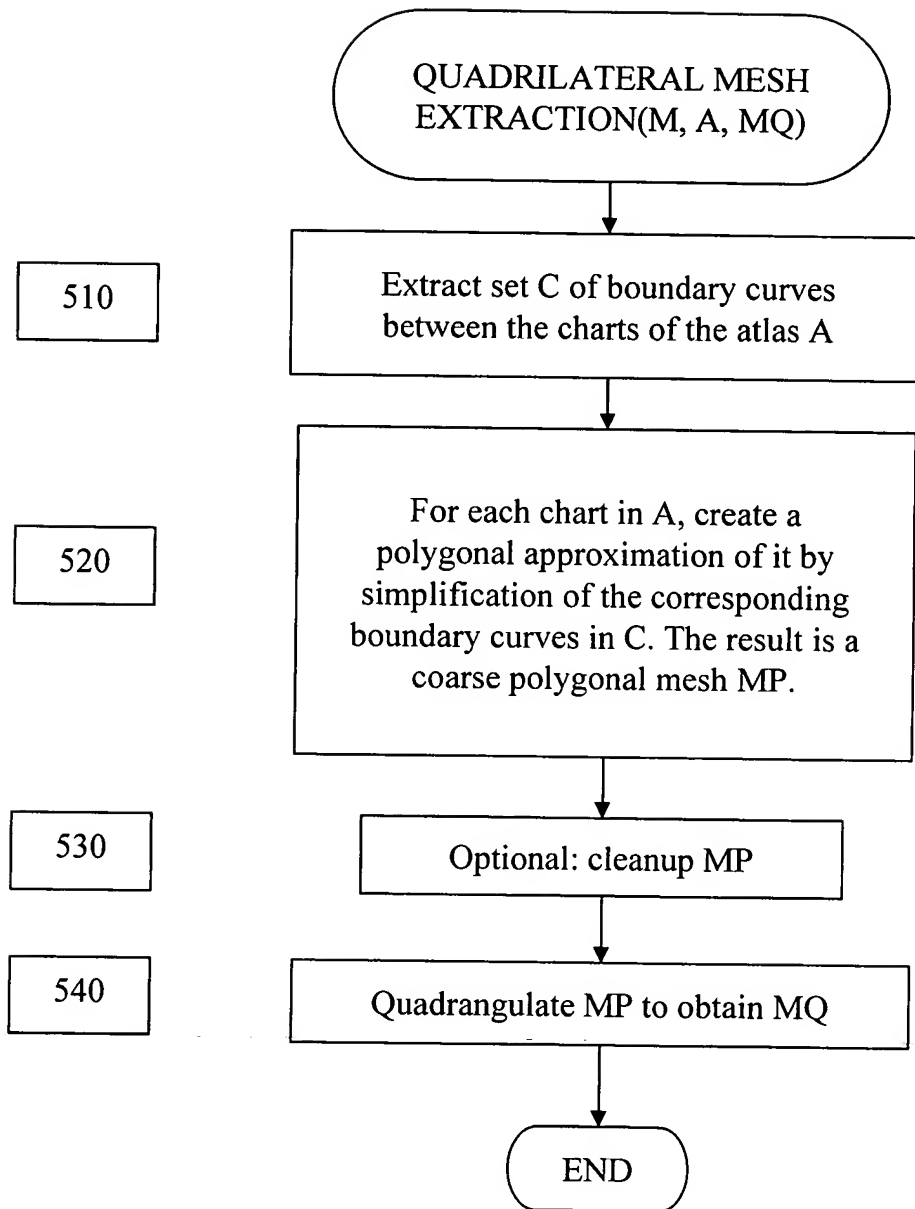 QUADRILATERAL MESH
EXTRACTION(M, A, MQ)
510
Extract set C of boundary curves
between the charts of the atlas A
520
For each chart in A, create a
polygonal approximation of it by
simplification of the corresponding
boundary curves in C. The result is a
coarse polygonal mesh MP.
530
Optional: cleanup MP
540
Quadrangulate MP to obtain MQ
END